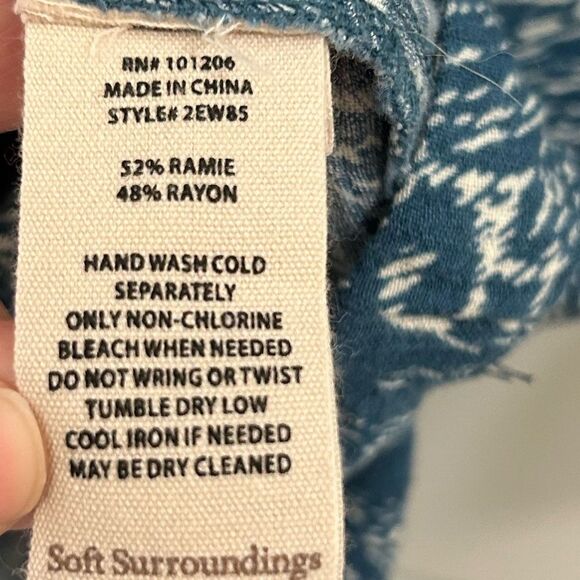 RN# 101206
MADE IN CHINA
STYLE# 2EW85
52% RAMIE
48% RAYON
HAND WASH COLD
SEPARATELY
ONLY NON-CHLORINE
BLEACH WHEN NEEDED
DO NOT WRING OR TWIST
TUMBLE DRY LOW
COOL IRON IF NEEDED
MAY BE DRY CLEANED
Soft Surroundings